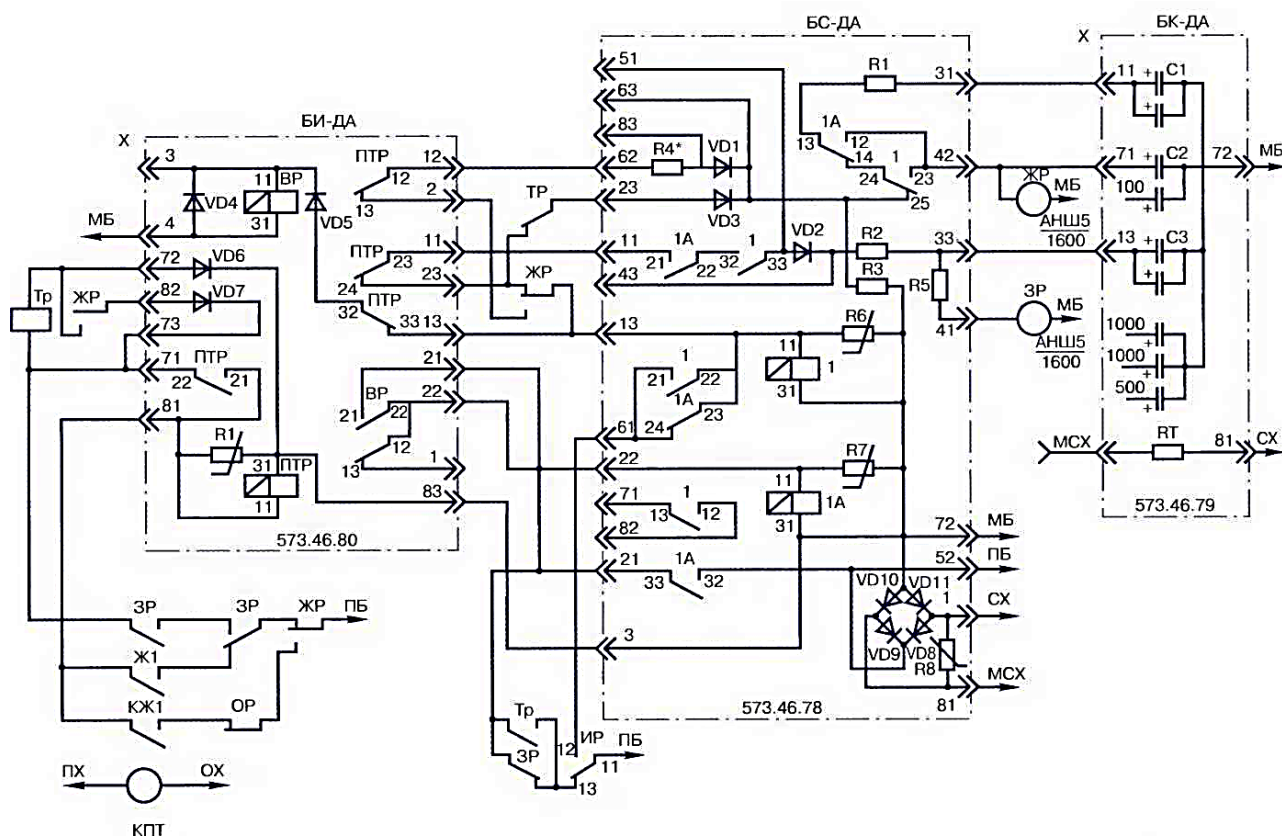 БС-ДА
БК-ДА
БИ-ДА
X
X
51
63
83
62
23
11
43
13
61
22
71
82
21
3
R1
31
1А
13
12
14
1
24
23
25
42
R4*
VD1
VD3
VD2
R2
R3
33
R5
41
11
21
1А
22
32
1
33
ЖР
МБ
АНШ5
1600
ЗР
МБ
АНШ5
1600
11
C1
71
C2
72
МБ
100
13
C3
1000
1000
500
МСХ
RT
81
СХ
573.46.79
3
11
ВР
31
VD4
VD5
МБ
4
ПТР
12
12
13
2
ПТР
11
23
24
23
ПТР
32
33
13
72
VD6
82
VD7
73
71
ПТР
22
21
81
Тр
ЖР
R1
31
ПТР
11
21
ВР
21
22
22
12
13
1
83
573.46.80
ТР
ЖР
R6
11
1
31
1
21
22
1А
24
23
R7
11
1А
31
1
13
12
1А
33
32
72
МБ
52
ПБ
VD10
VD11
1
СХ
VD9
VD8
R8
МСХ
81
573.46.78
ЗР
ЗР
ЖР
ПБ
Ж1
КЖ1
ОР
Тр
ЗР
12
ИР
ПБ
11
13
ПХ
ОХ
КПТ